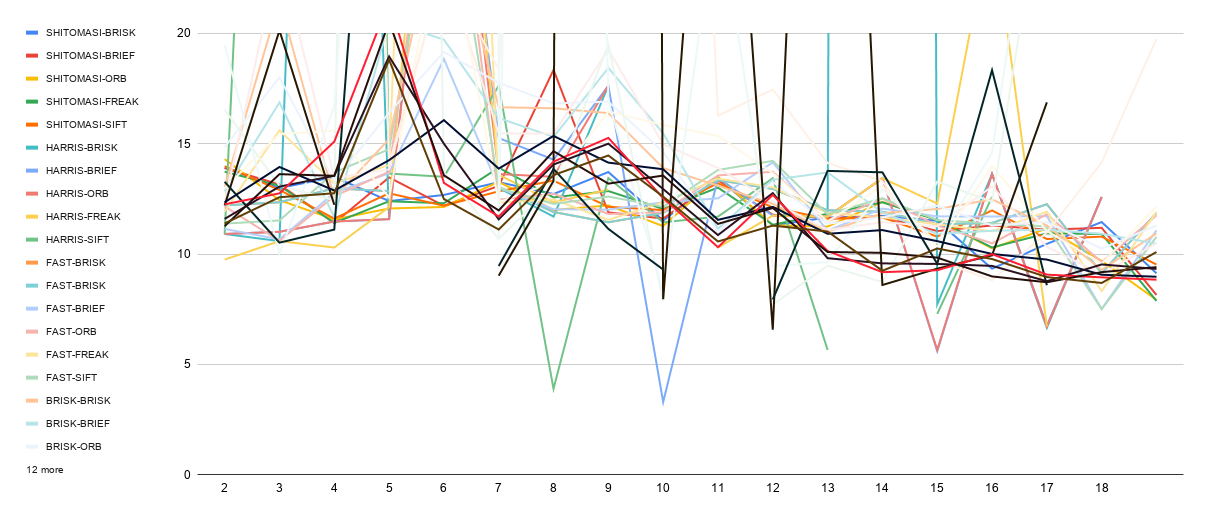 SHITOMASI-BRISK
SHITOMASI-BRIEF
SHITOMASI-ORB
SHITOMASI-FREAK
SHITOMASI-SIFT
HARRIS-BRISK
HARRIS-BRIEF
HARRIS-ORB
HARRIS-FREAK
HARRIS-SIFT
FAST-BRISK
FAST-BRISK
FAST-BRIEF
FAST-ORB
FAST-FREAK
FAST-SIFT
BRISK-BRISK
BRISK-BRIEF
BRISK-ORB
12 more
20
15
10
5
0
2 3 4 5 6 7 8 9 10 11 12 13 14 15 16 17 18